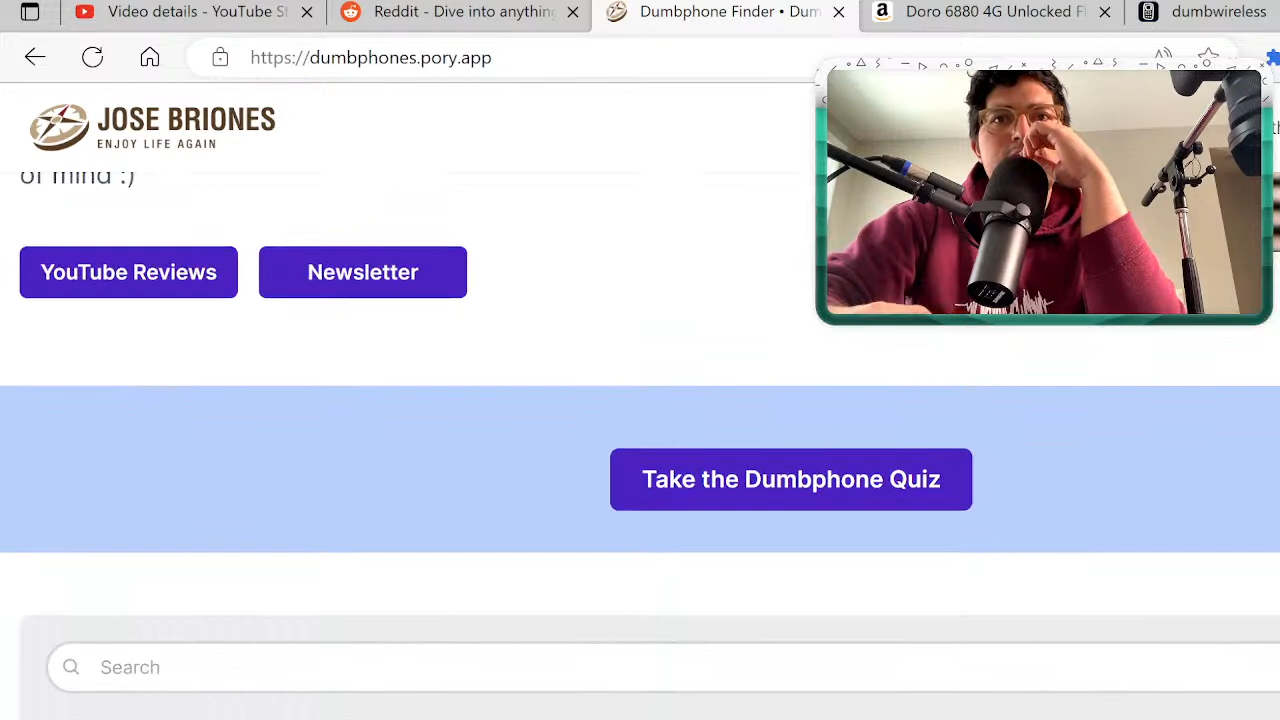 Video details - YouTube St
Reddit - Dive into anything
Dumbphone Finder • Dum
Doro 6880 4G Unlocked Fl
dumbwireless
https://dumbphones.pory.app
JOSE BRIONES
ENJOY LIFE AGAIN
of mind :)
YouTube Reviews
Newsletter
Take the Dumbphone Quiz
Search